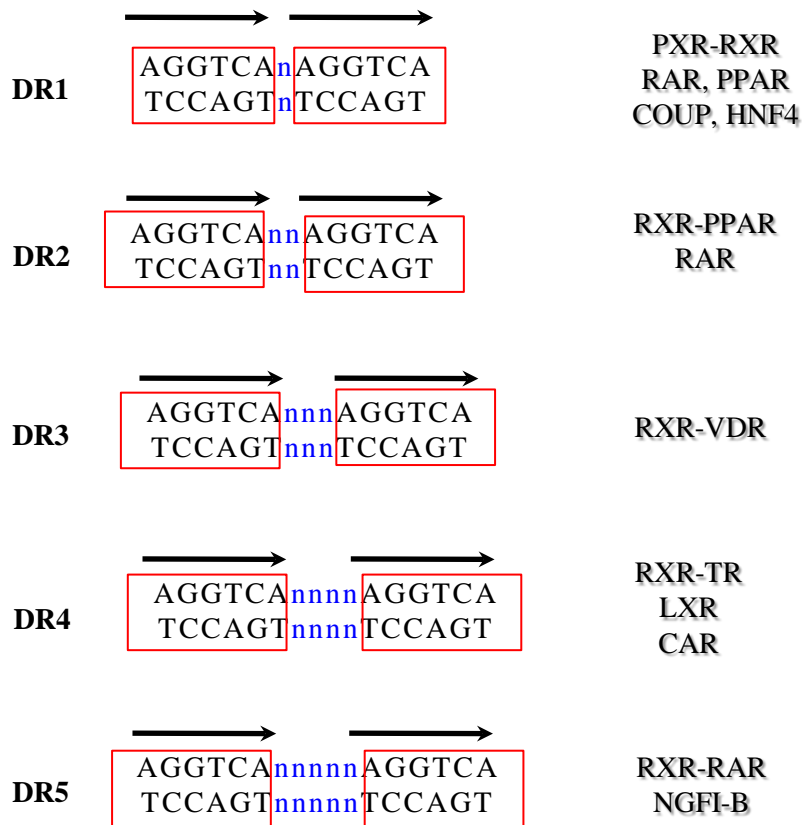 DR1
AGGTCAnAGGTCA
TCCAGTnTCCAGT
PXR-RXR
RAR, PPAR
COUP, HNF4
DR2
AGGTCAnnAGGTCA
TCCAGTnnTCCAGT
RXR-PPAR
RAR
DR3
AGGTCAnnnAGGTCA
TCCAGTnnnTCCAGT
RXR-VDR
DR4
AGGTCAnnnnAGGTCA
TCCAGTnnnnTCCAGT
RXR-TR
LXR
CAR
DR5
AGGTCAnnnnnAGGTCA
TCCAGTnnnnnTCCAGT
RXR-RAR
NGFI-B